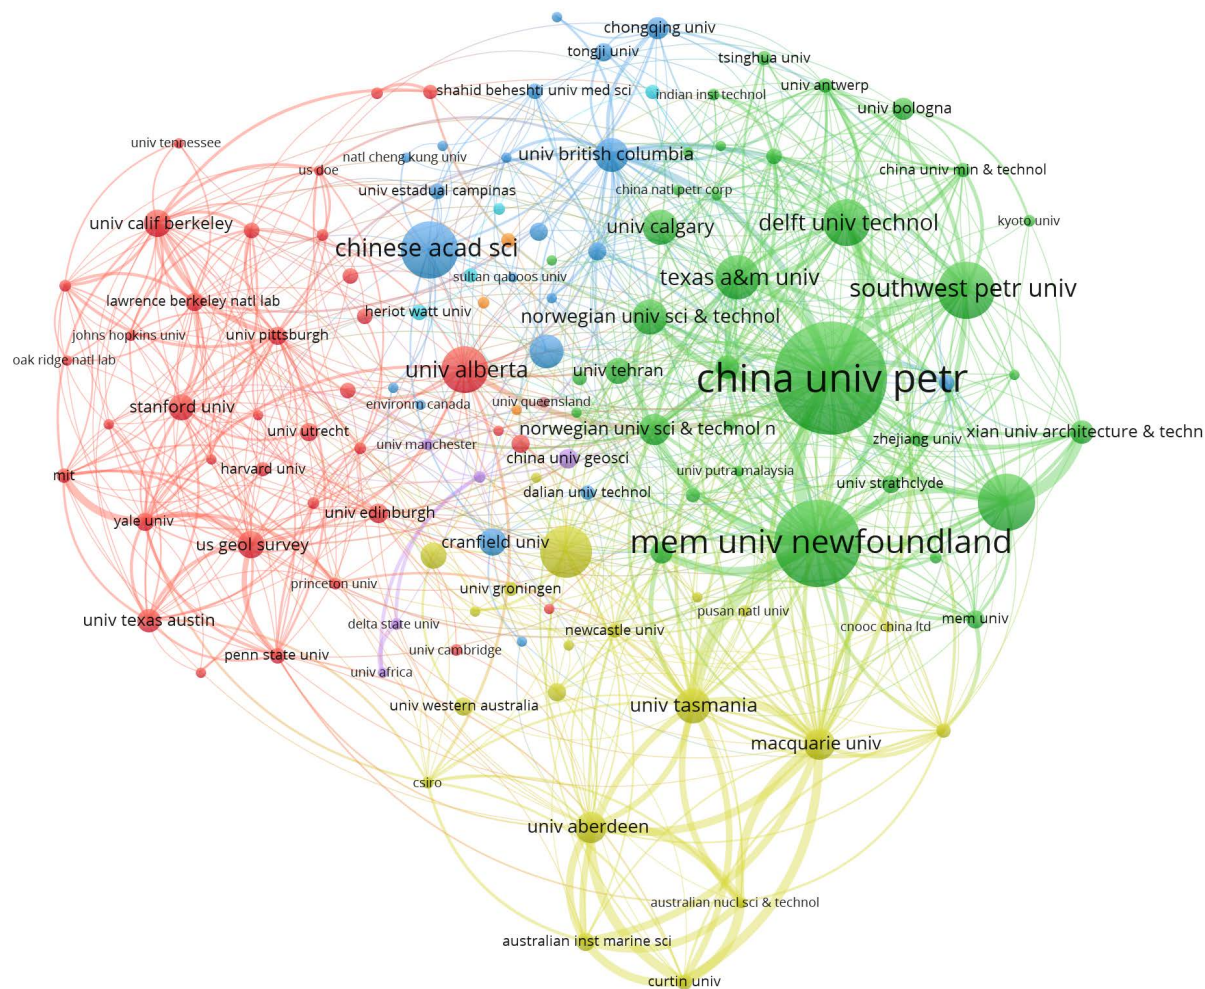 chongqing univ
tongji univ
tsinghua univ
univ antwerp
shahid beheshti univ med sci
indian inst technol
univ bologna
univ tennessee
natl cheng kung univ
univ british columbia
us doe
china univ min & technol
univ estadual campinas
china natl petr corp
univ calif berkeley
univ calgary
delft univ technol
kyoto univ
chinese acad sci
sultan qaboos univ
texas a&m univ
southwest petr univ
lawrence berkeley natl lab
heriot watt univ
norwegian univ sci & technol
johns hopkins univ
univ pittsburgh
oak ridge natl lab
univ alberta
univ tehran
china univ petr
stanford univ
environm canada
univ queensland
univ utrecht
norwegian univ sci & technol n
univ manchester
zhejiang univ
xian univ architecture & techn
china univ geosci
mit
harvard univ
univ putra malaysia
univ strathclyde
dalian univ technol
yale univ
univ edinburgh
us geol survey
cranfield univ
mem univ newfoundland
princeton univ
univ groningen
pusan natl univ
univ texas austin
delta state univ
newcastle univ
cnooc china ltd
mem univ
penn state univ
univ cambridge
univ africa
univ western australia
univ tasmania
macquarie univ
csiro
univ aberdeen
australian nucl sci & technol
australian inst marine sci
curtin univ